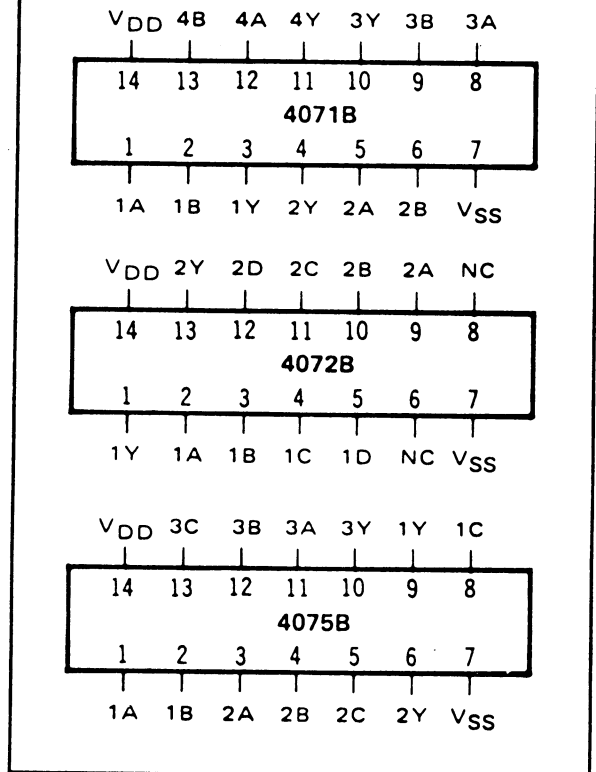 VDD 4B 4A 4Y 3Y 3B 3A
14 13 12 11 10 9 8
4071B
1 2 3 4 5 6 7
1A 1B 1Y 2Y 2A 2B VSS
VDD 2Y 2D 2C 2B 2A NC
14 13 12 11 10 9 8
4072B
1 2 3 4 5 6 7
1Y 1A 1B 1C 1D NC VSS
VDD 3C 3B 3A 3Y 1Y 1C
14 13 12 11 10 9 8
4075B
1 2 3 4 5 6 7
1A 1B 2A 2B 2C 2Y VSS